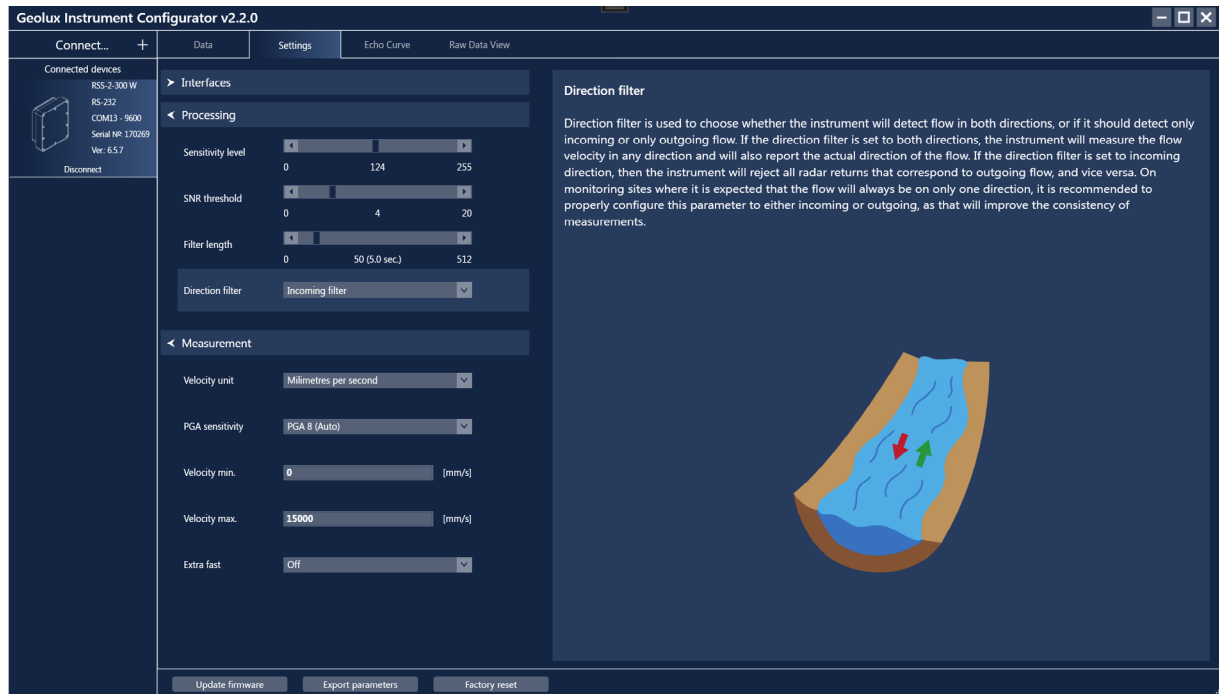 Geolux Instrument Configurator v2.2.0
Connect... +
Data Settings Echo Curve Raw Data View
Connected devices
RSS-2-300 W
RS-232
COM13 - 9600
Serial №: 170269
Ver.: 6.5.7
Disconnect
Interfaces
Processing
Sensitivity level
0 124 255
SNR threshold
0 4 20
Filter length
0 50 (5.0 sec.) 512
Direction filter Incoming filter
Measurement
Velocity unit Milimetres per second
PGA sensitivity PGA 8 (Auto)
Velocity min. 0 [mm/s]
Velocity max. 15000 [mm/s]
Extra fast Off
Direction filter
Direction filter is used to choose whether the instrument will detect flow in both directions, or if it should detect only
incoming or only outgoing flow. If the direction filter is set to both directions, the instrument will measure the flow
velocity in any direction and will also report the actual direction of the flow. If the direction filter is set to incoming
direction, then the instrument will reject all radar returns that correspond to outgoing flow, and vice versa. On
monitoring sites where it is expected that the flow will always be on only one direction, it is recommended to
properly configure this parameter to either incoming or outgoing, as that will improve the consistency of
measurements.
Update firmware Export parameters Factory reset